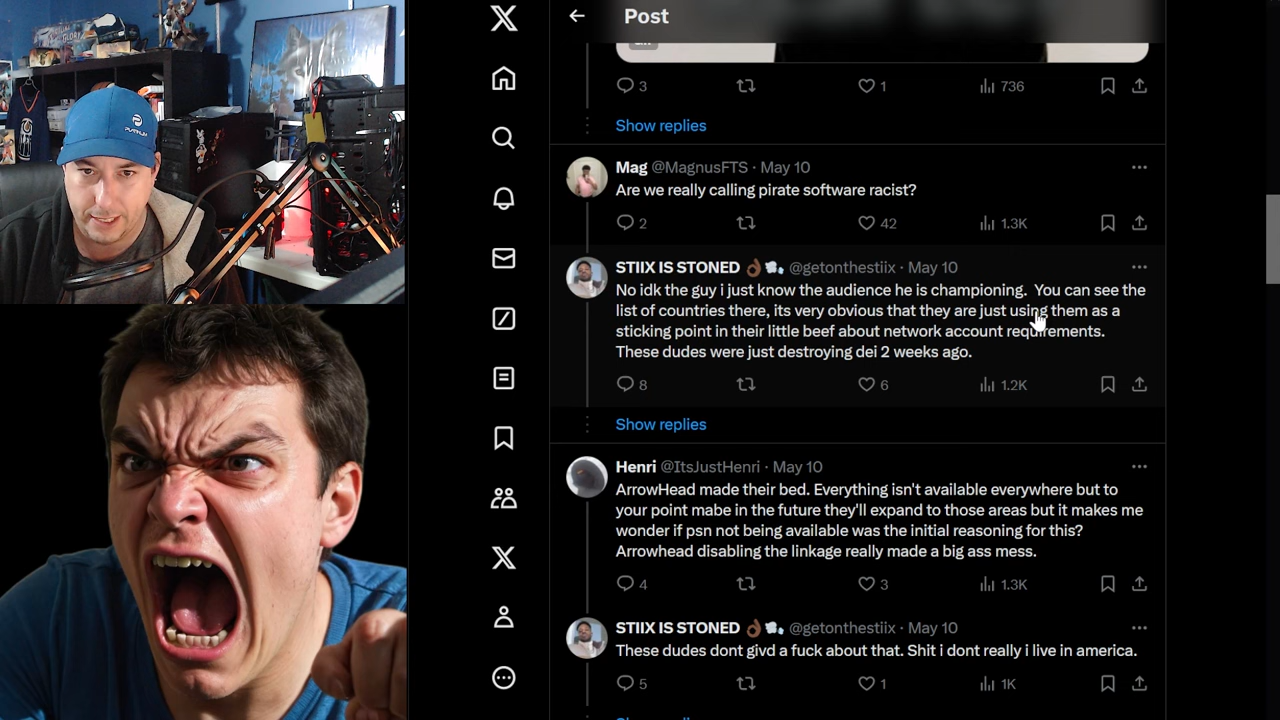 Post
3
1
736
Show replies
Mag @MagnusFTS · May 10
Are we really calling pirate software racist?
2
42
1.3K
STIIX IS STONED 👌🏾💨 @getonthestiix · May 10
No idk the guy i just know the audience he is championing. You can see the
list of countries there, its very obvious that they are just using them as a
sticking point in their little beef about network account requirements.
These dudes were just destroying dei 2 weeks ago.
8
6
1.2K
Show replies
Henri @ItsJustHenri · May 10
ArrowHead made their bed. Everything isn't available everywhere but to
your point mabe in the future they'll expand to those areas but it makes me
wonder if psn not being available was the initial reasoning for this?
Arrowhead disabling the linkage really made a big ass mess.
4
3
1.3K
STIIX IS STONED 👌🏾💨 @getonthestiix · May 10
These dudes dont givd a fuck about that. Shit i dont really i live in america.
5
1
1K
PLATINUM